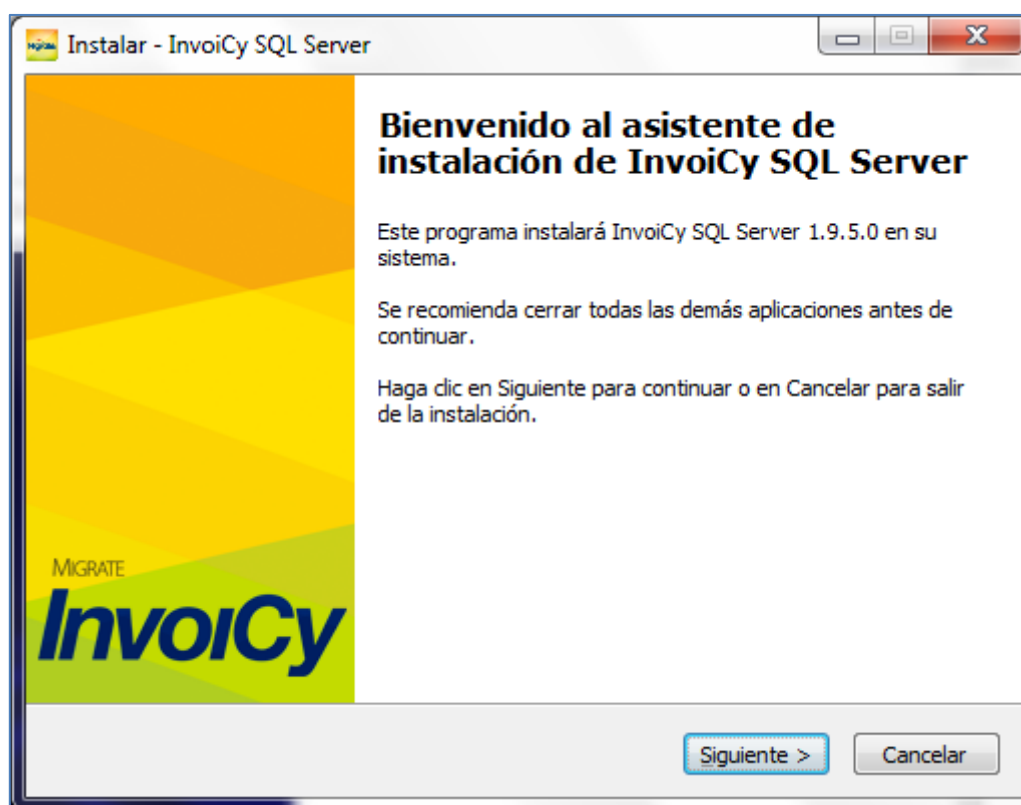 Instalar - InvoiCy SQL Server
Bienvenido al asistente de
instalación de InvoiCy SQL Server
Este programa instalará InvoiCy SQL Server 1.9.5.0 en su
sistema.
Se recomienda cerrar todas las demás aplicaciones antes de
continuar.
Haga clic en Siguiente para continuar o en Cancelar para salir
de la instalación.
MIGRATE
InvoiCy
Siguiente >
Cancelar